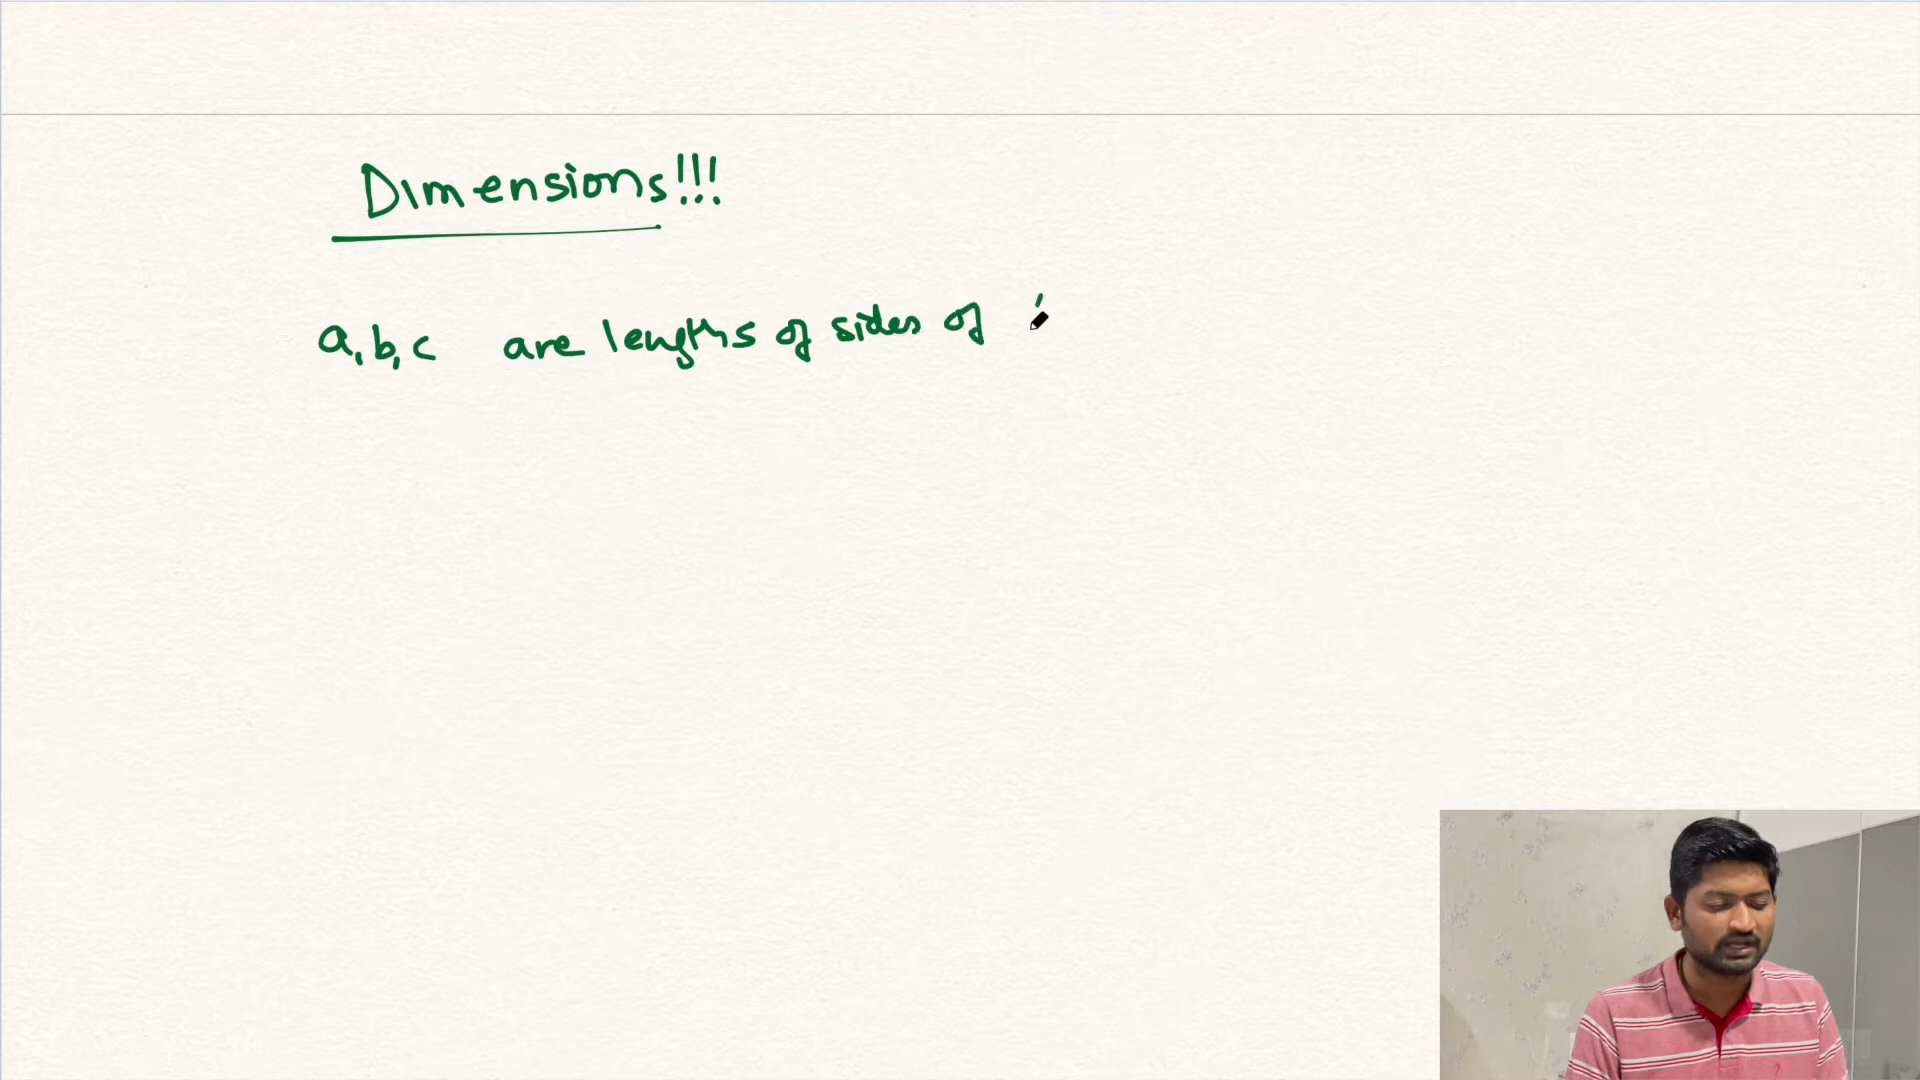 Dimensions!!!
a, b, c are lengths of sides of